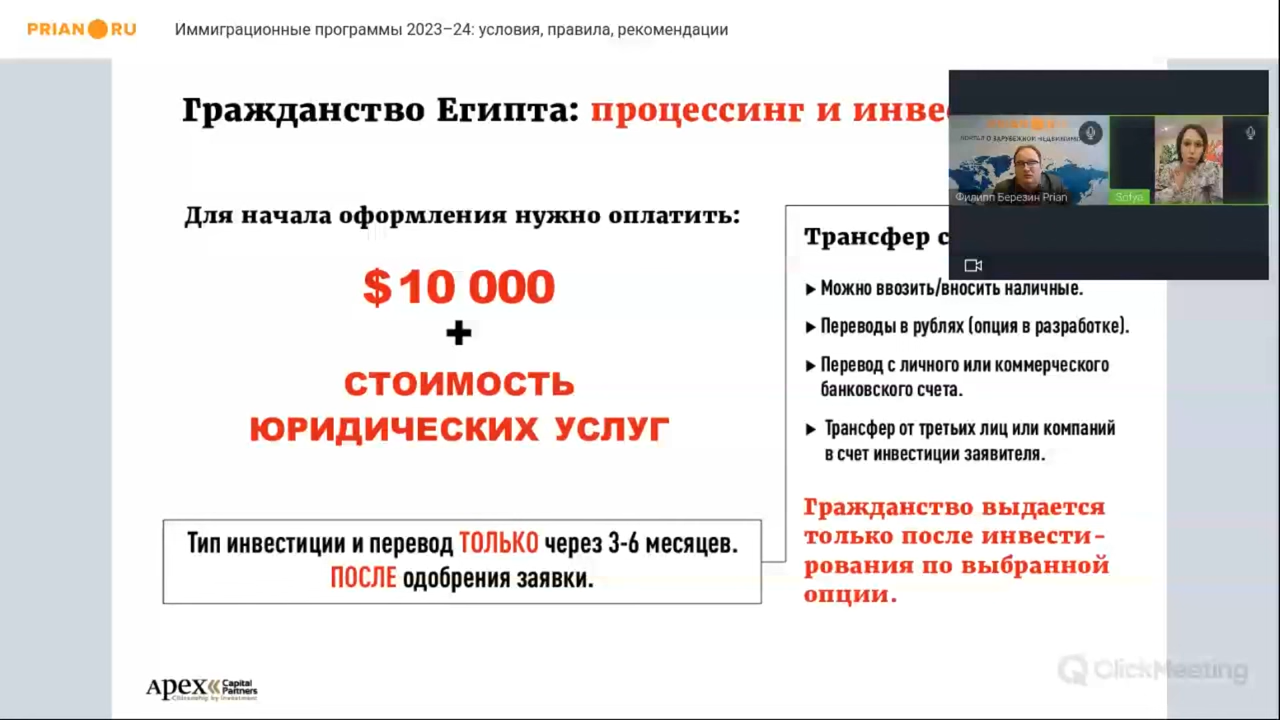 PRIAN RU
Иммиграционные программы 2023–24: условия, правила, рекомендации
Гражданство Египта: процессинг и инве
Для начала оформления нужно оплатить:
$10 000
+
СТОИМОСТЬ
ЮРИДИЧЕСКИХ УСЛУГ
Тип инвестиции и перевод ТОЛЬКО через 3-6 месяцев.
ПОСЛЕ одобрения заявки.
Филипп Березин Prian
Sofya
Трансфер с
▶ Можно ввозить/вносить наличные.
▶ Переводы в рублях (опция в разработке).
▶ Перевод с личного или коммерческого
банковского счета.
▶ Трансфер от третьих лиц или компаний
в счет инвестиции заявителя.
Гражданство выдается
только после инвести-
рования по выбранной
опции.
Apex Capital Partners
Citizenship by Investment
ClickMeeting